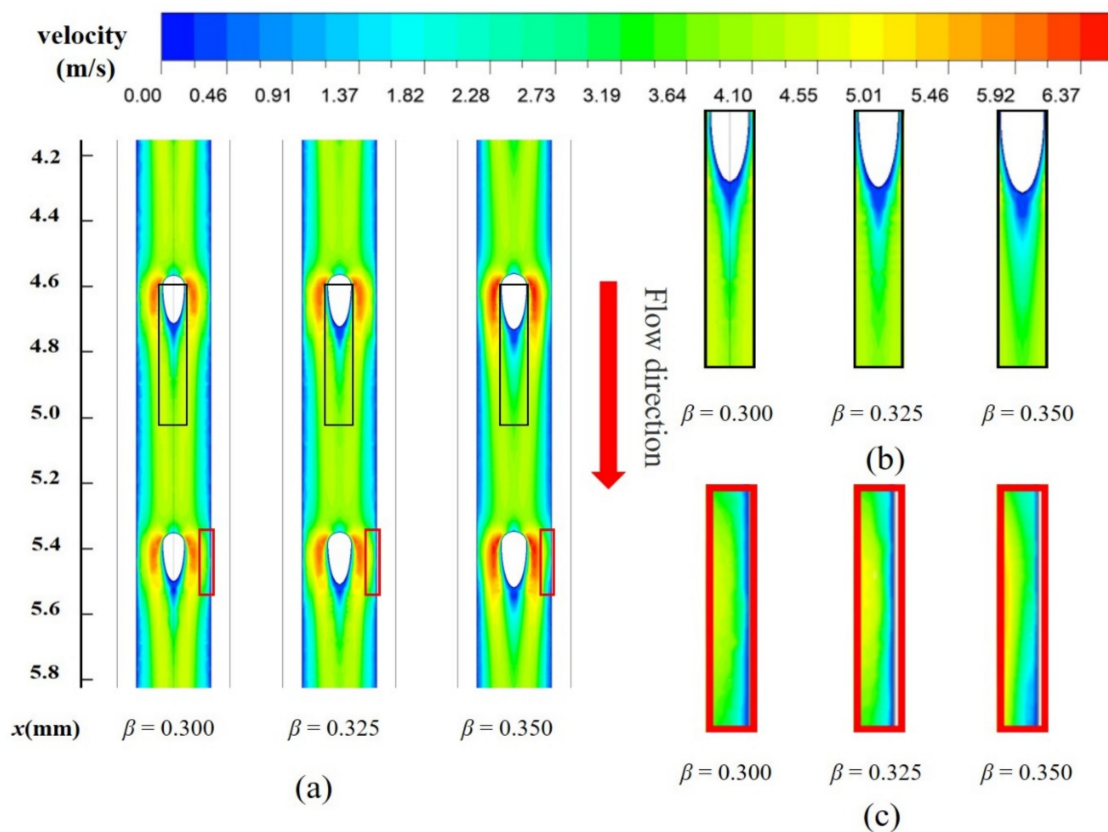 velocity
(m/s)
0.00 0.46 0.91 1.37 1.82 2.28 2.73 3.19 3.64 4.10 4.55 5.01 5.46 5.92 6.37
4.2
4.4
4.6
4.8
5.0
5.2
5.4
5.6
5.8
x(mm)
β = 0.300 β = 0.325 β = 0.350
(a)
Flow direction
β = 0.300 β = 0.325 β = 0.350
(b)
β = 0.300 β = 0.325 β = 0.350
(c)